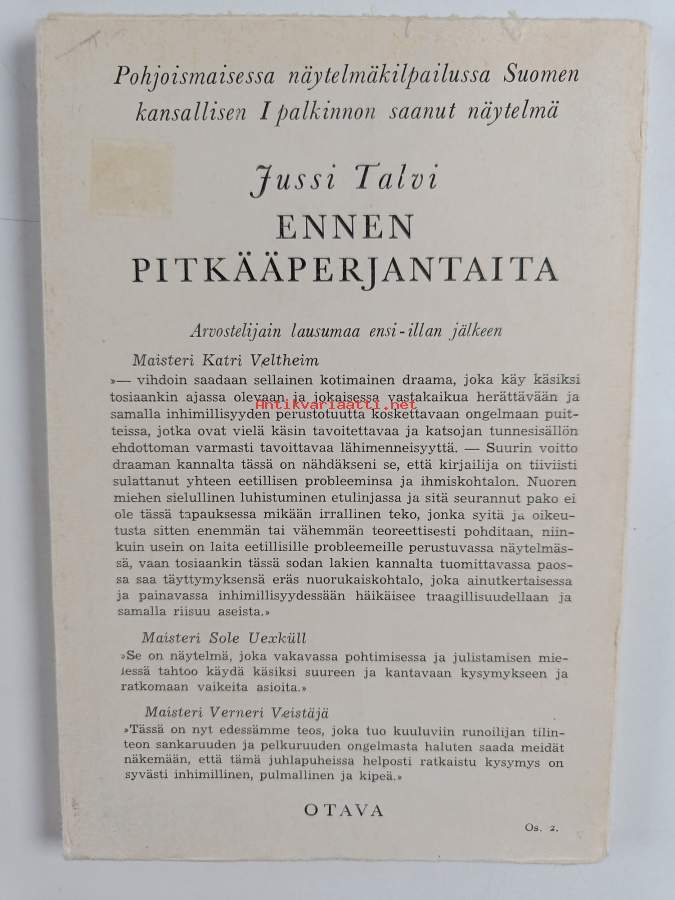 Pohjoismaisessa näytelmäkilpailussa Suomen
kansallisen I palkinnon saanut näytelmä
Jussi Talvi
ENNEN
PITKÄÄPERJANTAITA
Arvostelijain lausumaa ensi-illan jälkeen
Maisteri Katri Veltheim
»— vihdoin saadaan sellainen kotimainen draama, joka käy käsiksi
tosiaankin ajassa olevaan ja jokaisessa vastakaikua herättävään ja
Antikvariaatti.net
samalla inhimillisyyden perustotuutta koskettavaan ongelmaan puit-
teissa, jotka ovat vielä käsin tavoitettavaa ja katsojan tunnesisällön
ehdottoman varmasti tavoittavaa lähimenneisyyttä. — Suurin voitto
draaman kannalta tässä on nähdäkseni se, että kirjailija on tiiviisti
sulattanut yhteen eetillisen probleeminsa ja ihmiskohtalon. Nuoren
miehen sielullinen luhistuminen etulinjassa ja sitä seurannut pako ei
ole tässä tapauksessa mikään irrallinen teko, jonka syitä ja oikeu-
tusta sitten enemmän tai vähemmän teoreettisesti pohditaan, niin-
kuin usein on laita eetillisille probleemeille perustuvassa näytelmäs-
sä, vaan tosiaankin tässä sodan lakien kannalta tuomittavassa paos-
sa saa täyttymyksensä eräs nuorukaiskohtalo, joka ainutkertaisessa
ja painavassa inhimillisyydessään häikäisee traagillisuudellaan ja
samalla riisuu aseista.»
Maisteri Sole Uexküll
»Se on näytelmä, joka vakavassa pohtimisessa ja julistamisen mie-
lessä tahtoo käydä käsiksi suureen ja kantavaan kysymykseen ja
ratkomaan vaikeita asioita.»
Maisteri Verneri Veistäjä
»Tässä on nyt edessämme teos, joka tuo kuuluviin runoilijan tilin-
teon sankaruuden ja pelkuruuden ongelmasta haluten saada meidät
näkemään, että tämä juhlapuheissa helposti ratkaistu kysymys on
syvästi inhimillinen, pulmallinen ja kipeä.»
OTAVA
Os. 2.